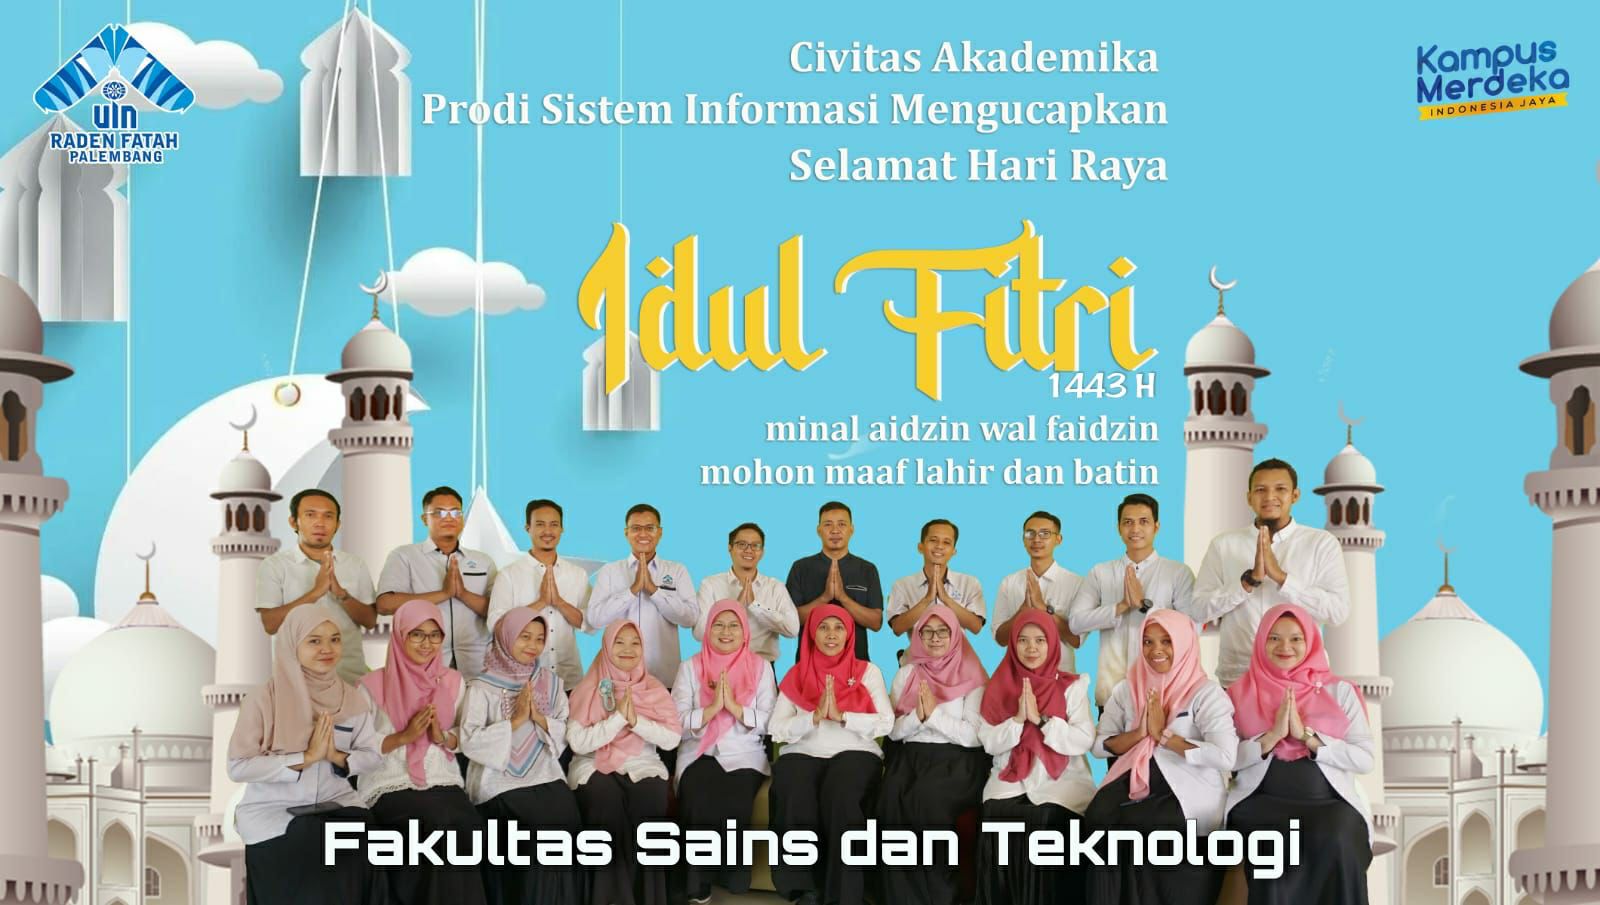 UIN
RADEN FATAH
PALEMBANG
Civitas Akademika
Prodi Sistem Informasi Mengucapkan
Selamat Hari Raya
Kampus
Merdeka
INDONESIA JAYA
Idul Fitri
1443 H
minal aidzin wal faidzin
mohon maaf lahir dan batin
Fakultas Sains dan Teknologi